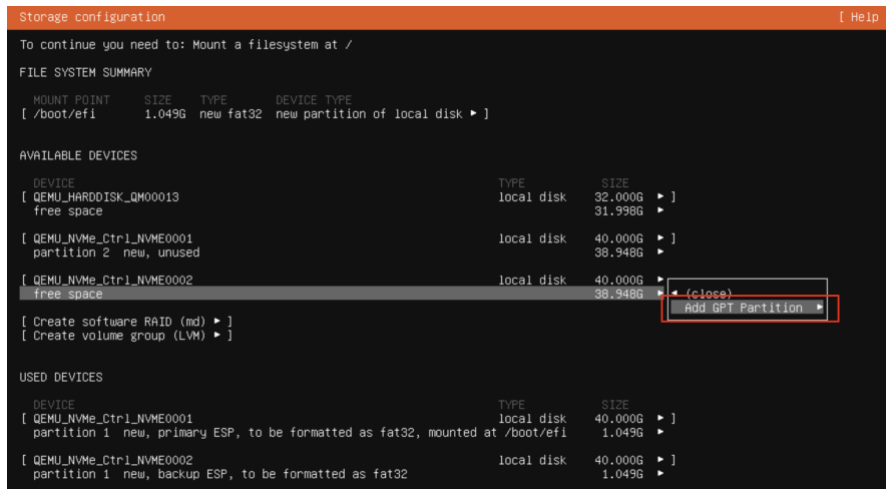 Storage configuration [ Help
To continue you need to: Mount a filesystem at /
FILE SYSTEM SUMMARY
MOUNT POINT SIZE TYPE DEVICE TYPE
[ /boot/efi 1.049G new fat32 new partition of local disk ▸ ]
AVAILABLE DEVICES
DEVICE TYPE SIZE
[ QEMU_HARDDISK_QM00013 local disk 32.000G ▸ ]
free space 31.998G ▸
[ QEMU_NVMe_Ctrl_NVME0001 local disk 40.000G ▸ ]
partition 2 new, unused 38.948G ▸
[ QEMU_NVMe_Ctrl_NVME0002 local disk 40.000G ▸
free space 38.948G ▸ ◂ (close)
Add GPT Partition ▸
[ Create software RAID (md) ▸ ]
[ Create volume group (LVM) ▸ ]
USED DEVICES
DEVICE TYPE SIZE
[ QEMU_NVMe_Ctrl_NVME0001 local disk 40.000G ▸ ]
partition 1 new, primary ESP, to be formatted as fat32, mounted at /boot/efi 1.049G ▸
[ QEMU_NVMe_Ctrl_NVME0002 local disk 40.000G ▸ ]
partition 1 new, backup ESP, to be formatted as fat32 1.049G ▸